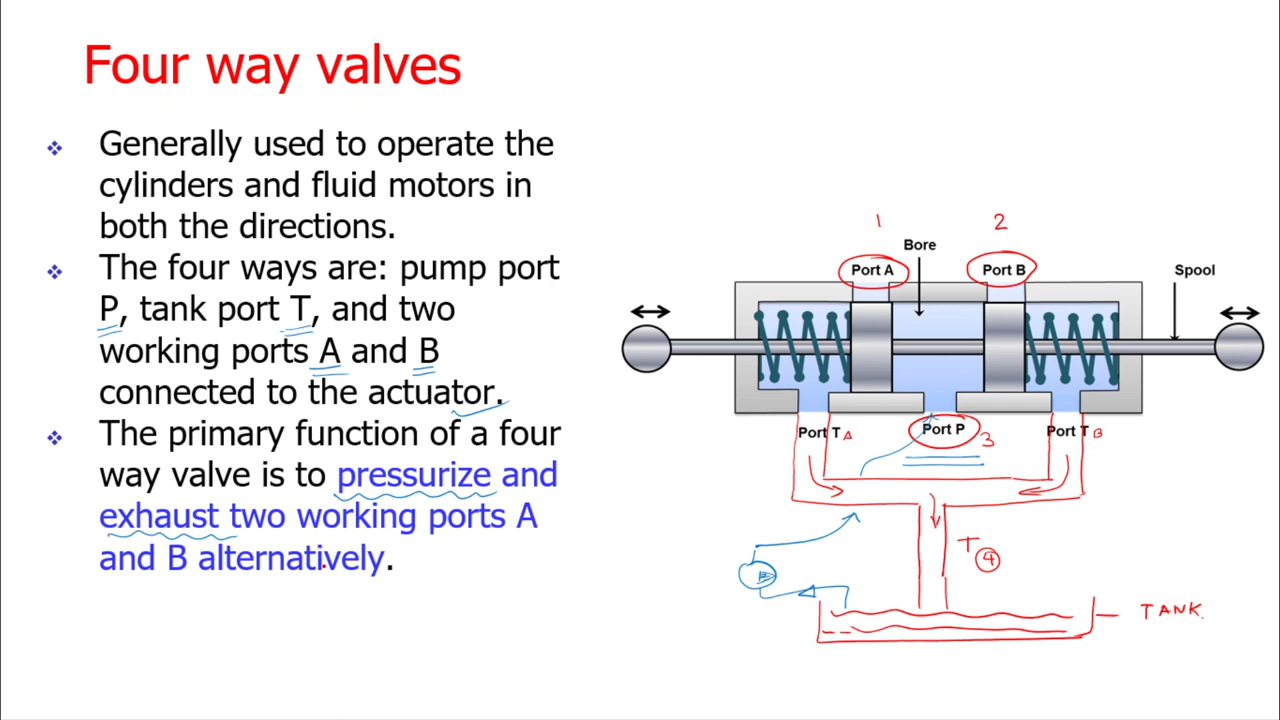 Four way valves
❖ Generally used to operate the
cylinders and fluid motors in
both the directions.
❖ The four ways are: pump port
P, tank port T, and two
working ports A and B
connected to the actuator.
❖ The primary function of a four
way valve is to pressurize and
exhaust two working ports A
and B alternatively.
1 2
Bore
Port A Port B Spool
Port T A Port P 3 Port T B
T 4
TANK